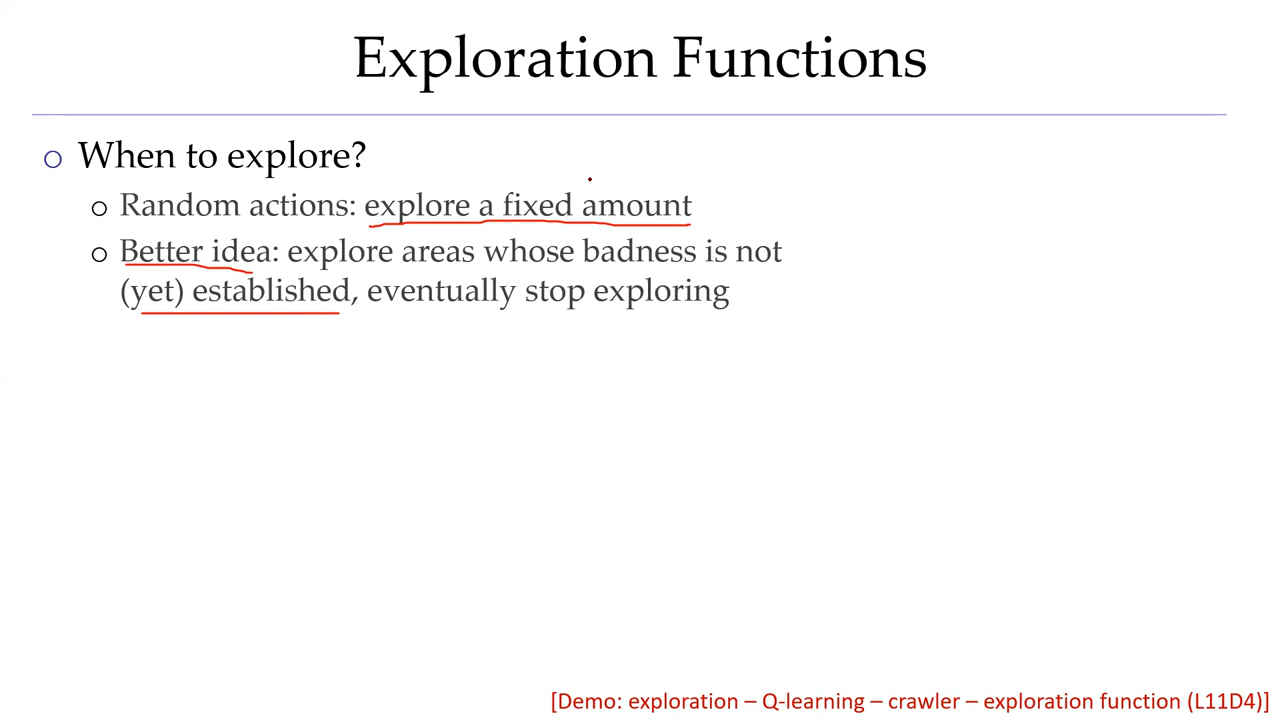 Exploration Functions
When to explore?
Random actions: explore a fixed amount
Better idea: explore areas whose badness is not
(yet) established, eventually stop exploring
[Demo: exploration – Q-learning – crawler – exploration function (L11D4)]